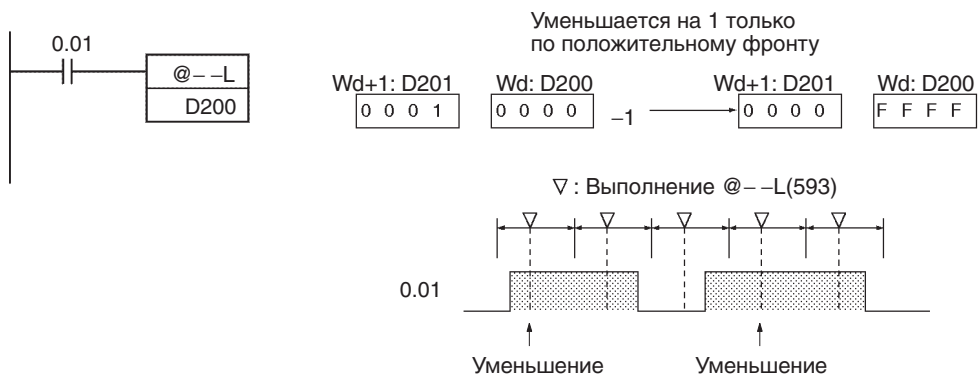 Уменьшается на 1 только
по положительному фронту
0.01
@– –L
D200
Wd+1: D201 Wd: D200 Wd+1: D201 Wd: D200
0 0 0 1 0 0 0 0 –1 0 0 0 0 F F F F
: Выполнение @– –L(593)
0.01
Уменьшение Уменьшение